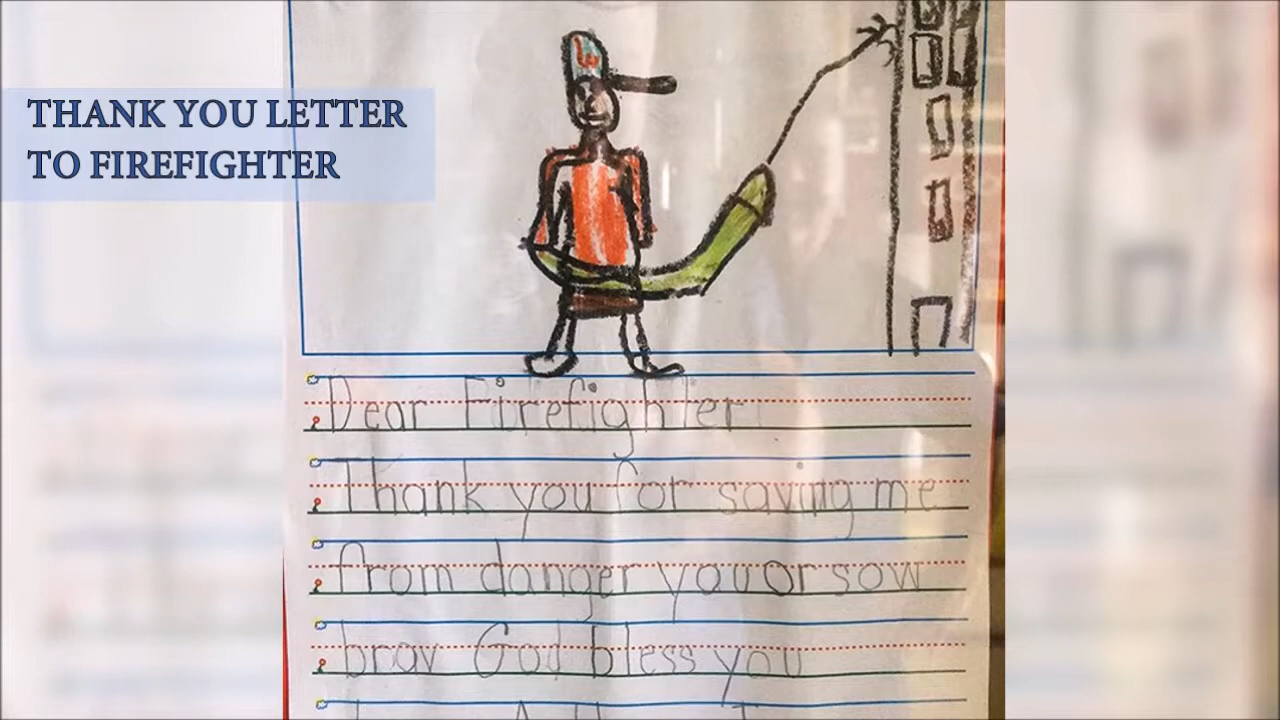 THANK YOU LETTER
TO FIREFIGHTER
Dear Firefighter
Thank you for saving me
from danger you or sow
brav God bless you